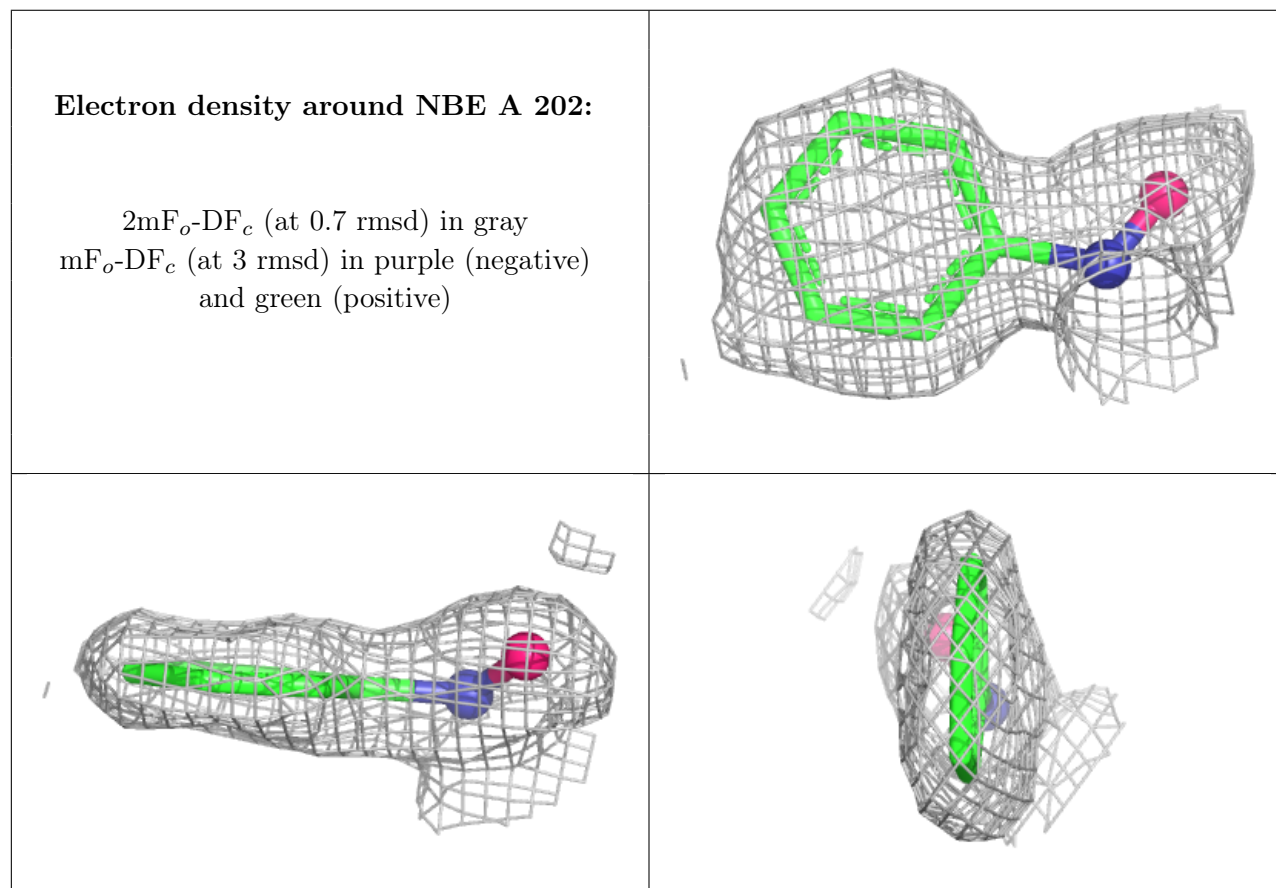 Electron density around NBE A 202:
2mFₒ-DF𝒸 (at 0.7 rmsd) in gray
mFₒ-DF𝒸 (at 3 rmsd) in purple (negative)
and green (positive)